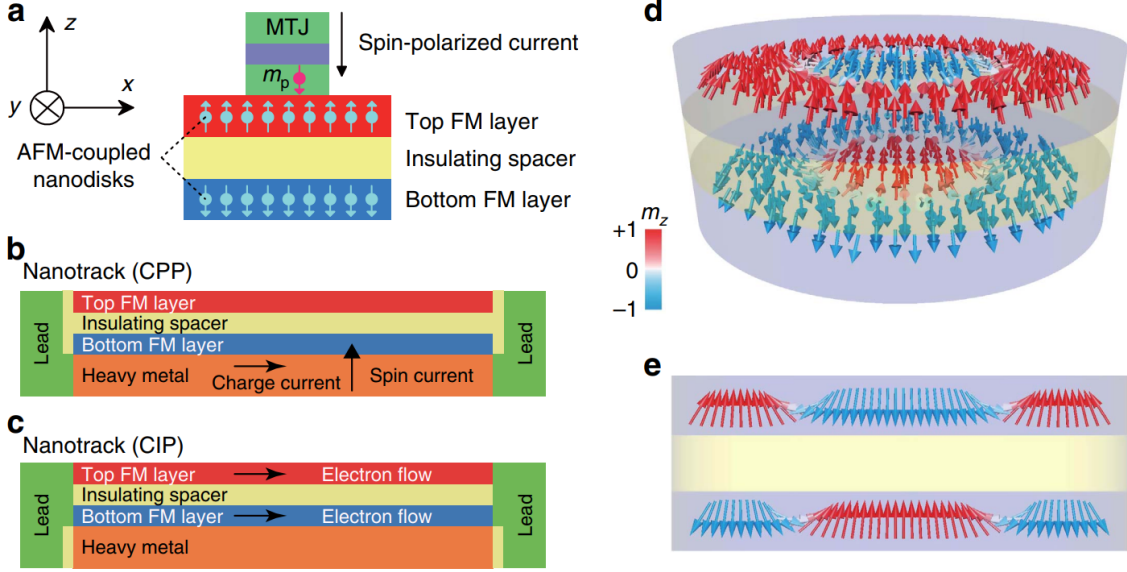 a
z
y
x
MTJ
Spin-polarized current
mp
AFM-coupled
nanodisks
Top FM layer
Insulating spacer
Bottom FM layer
b
Nanotrack (CPP)
Lead
Top FM layer
Insulating spacer
Bottom FM layer
Heavy metal
Charge current
Spin current
Lead
c
Nanotrack (CIP)
Lead
Top FM layer
Electron flow
Insulating spacer
Bottom FM layer
Electron flow
Heavy metal
Lead
d
mz
+1
0
−1
e